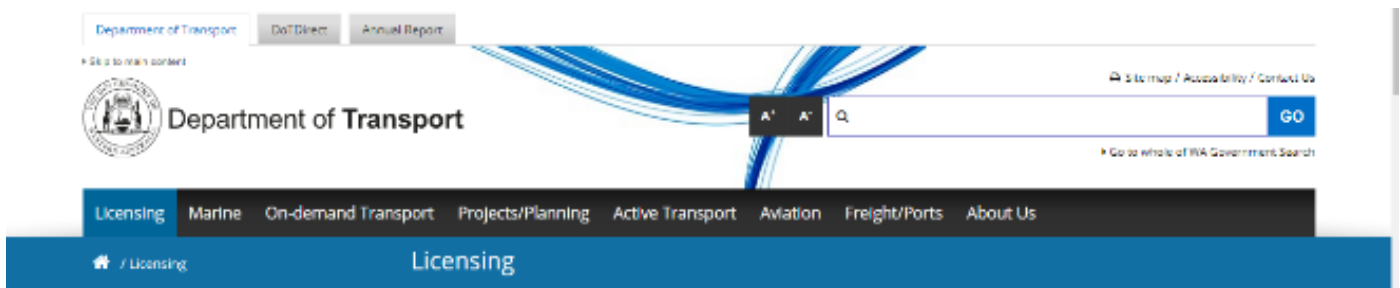 Department of Transport DoTDirect Annual Report
Skip to main content
Site map / Accessibility / Contact Us
Department of Transport
A+ A- GO
Go to whole of WA Government Search
Licensing Marine On-demand Transport Projects/Planning Active Transport Aviation Freight/Ports About Us
/ Licensing Licensing